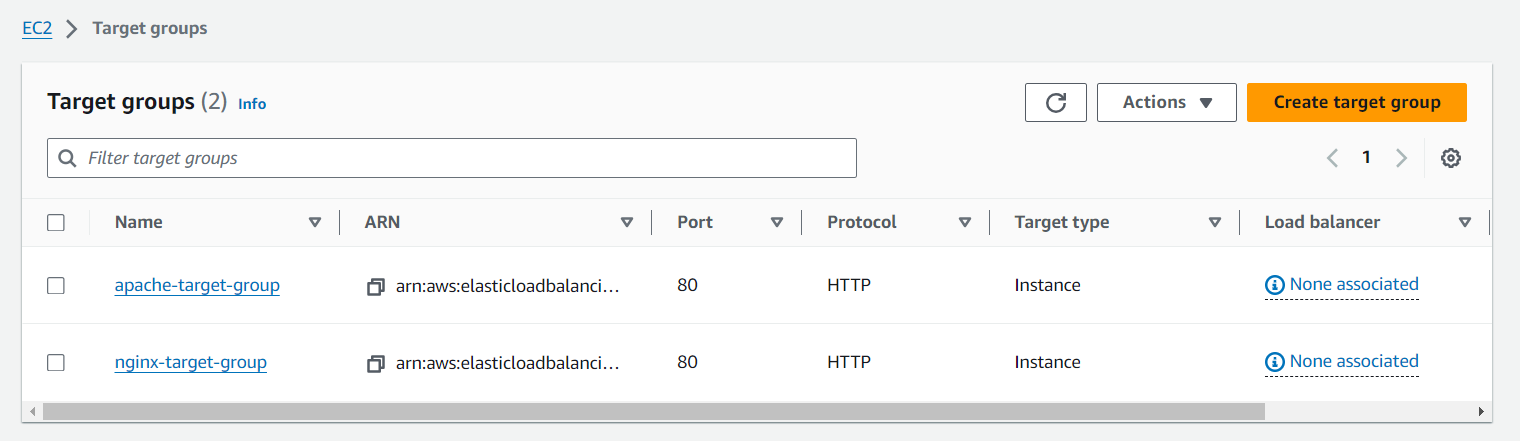 EC2 > Target groups
Target groups (2) Info
Actions
Create target group
Filter target groups
1
Name ARN Port Protocol Target type Load balancer
apache-target-group arn:aws:elasticloadbalanci... 80 HTTP Instance None associated
nginx-target-group arn:aws:elasticloadbalanci... 80 HTTP Instance None associated